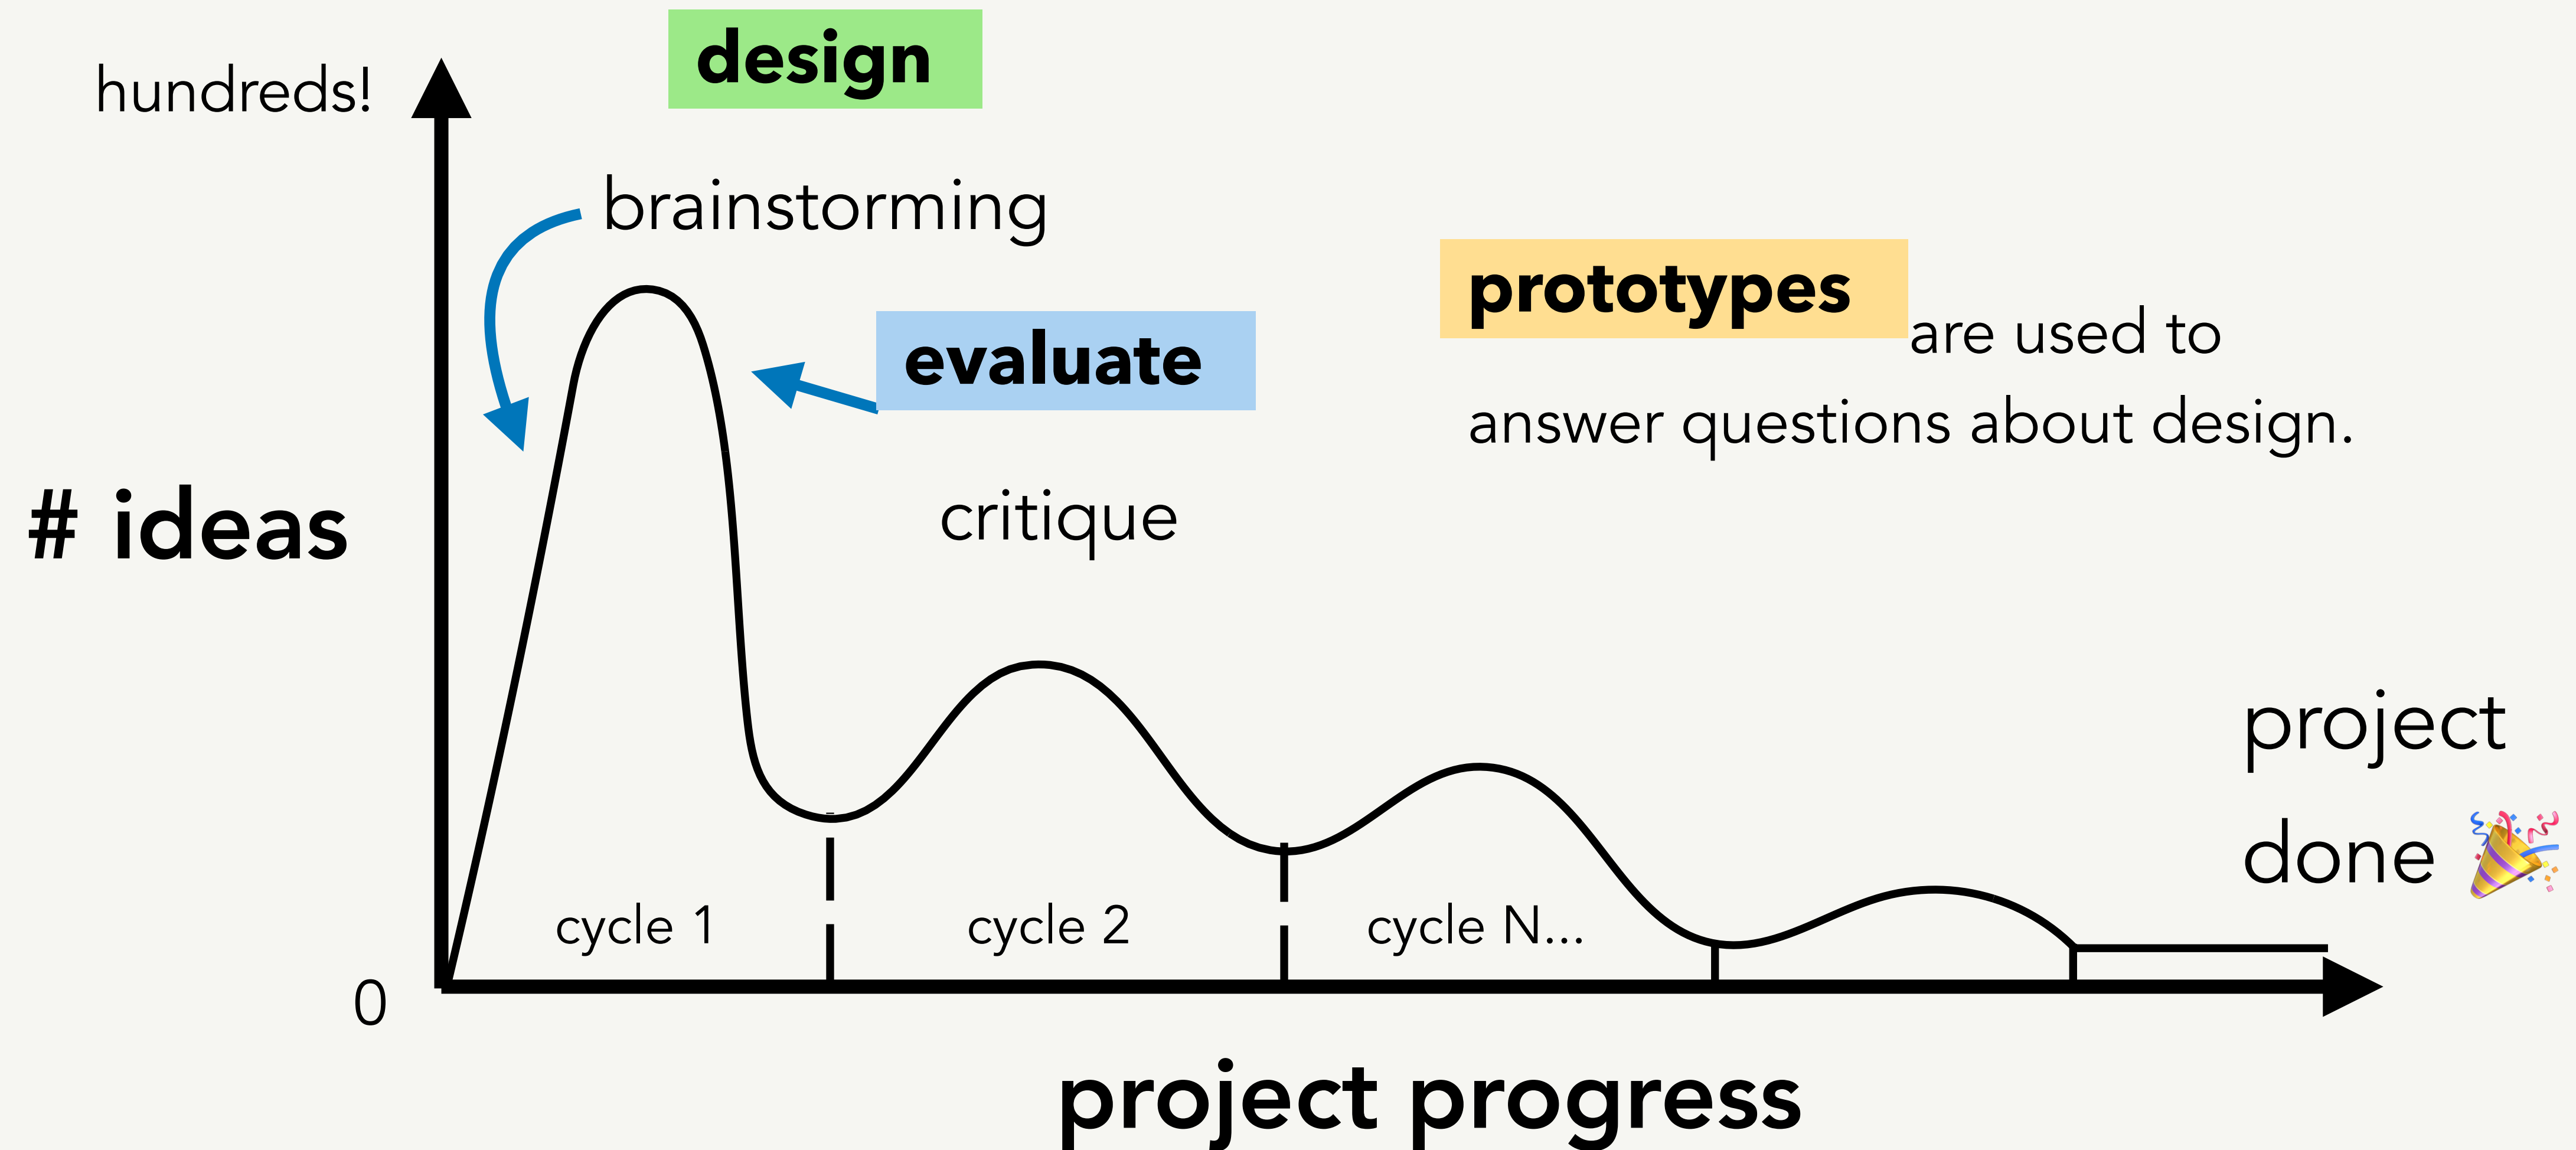 hundreds!
design
brainstorming
evaluate
critique
prototypes
are used to
answer questions about design.
# ideas
project
done
cycle 1
cycle 2
cycle N...
0
project progress